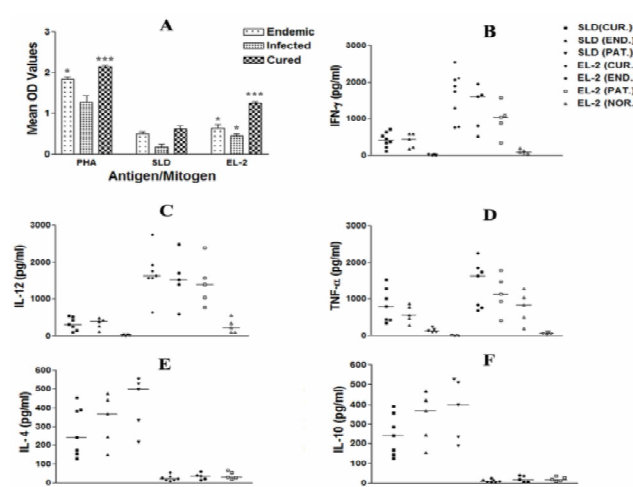 A
Endemic
Infected
Cured
Mean OD Values
3
2
1
0
*
***
*
*
***
PHA
SLD
EL-2
Antigen/Mitogen
B
SLD(CUR.)
SLD (END.)
SLD (PAT.)
EL-2 (CUR.
EL-2 (END.
EL-2 (PAT.)
EL-2 (NOR.
IFN-γ (pg/ml)
3000
2000
1000
0
C
IL-12 (pg/ml)
3000
2000
1000
0
D
TNF-α (pg/ml)
3000
2000
1000
0
E
IL-4 (pg/ml)
600
500
400
300
200
100
0
F
IL-10 (pg/ml)
600
500
400
300
200
100
0